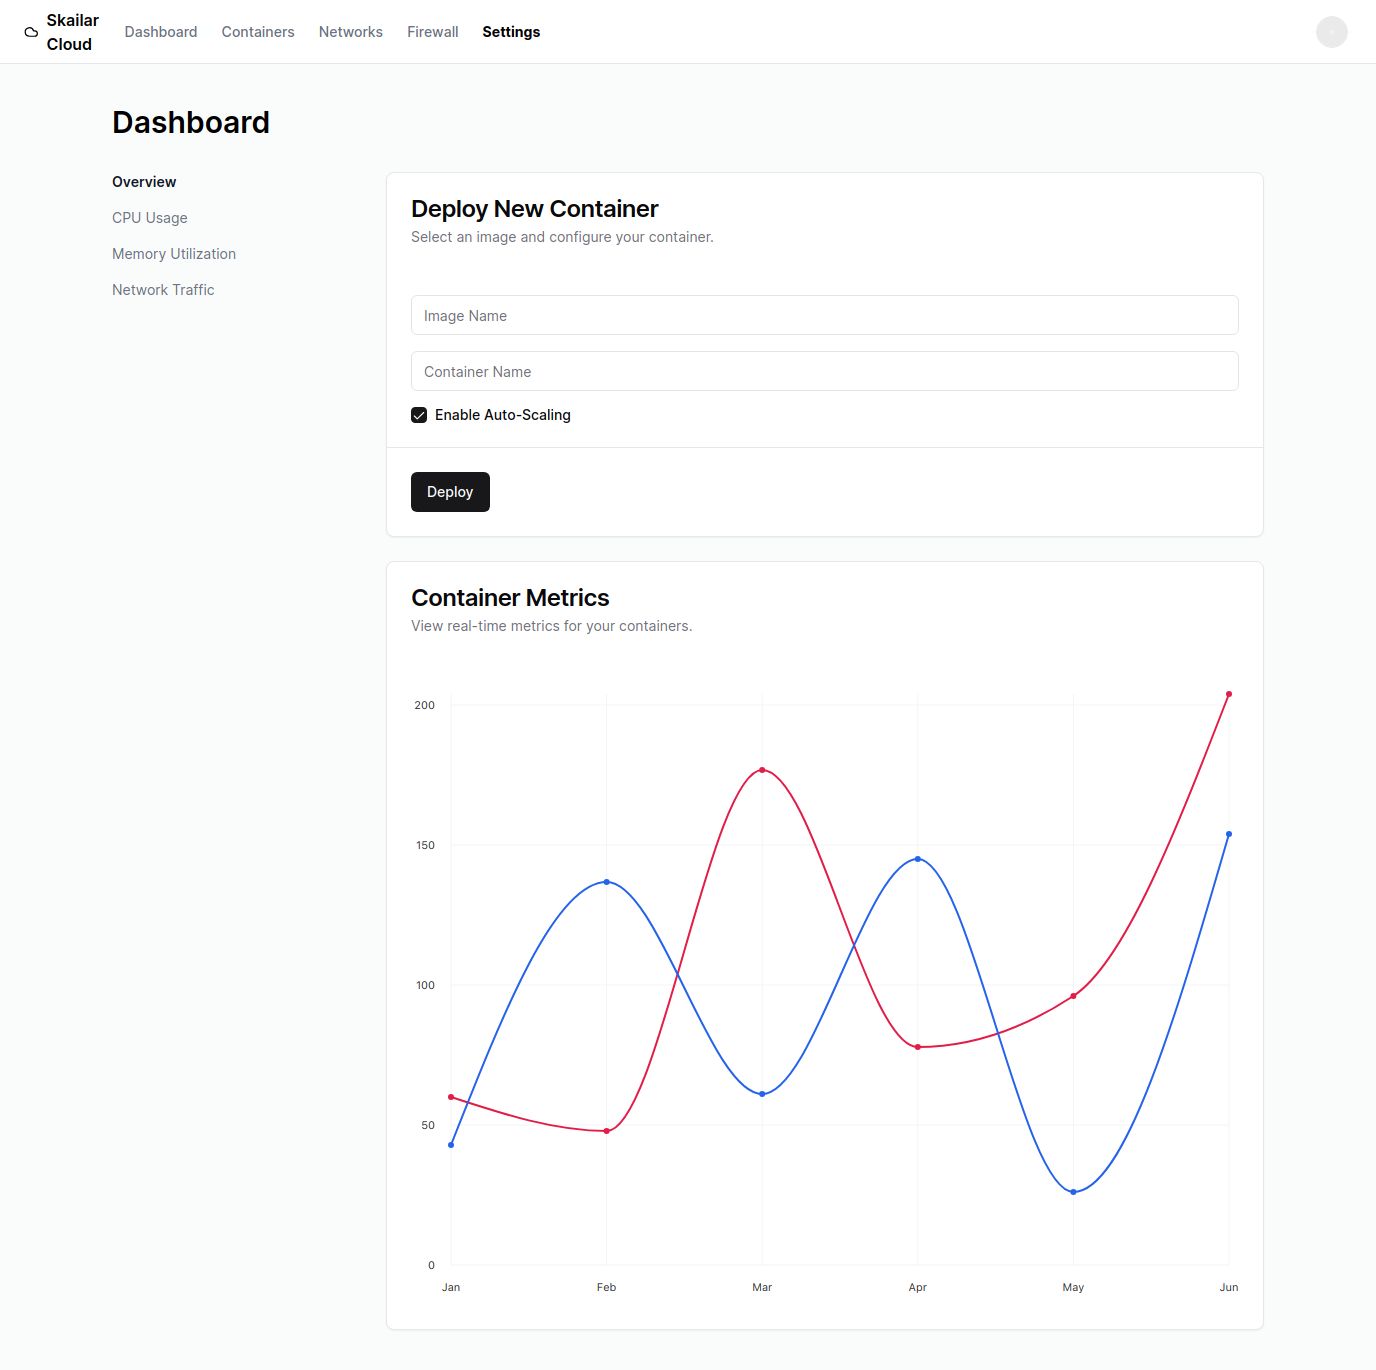 Skailar
Cloud
Dashboard
Containers
Networks
Firewall
Settings
Dashboard
Overview
CPU Usage
Memory Utilization
Network Traffic
Deploy New Container
Select an image and configure your container.
Image Name
Container Name
Enable Auto-Scaling
Deploy
Container Metrics
View real-time metrics for your containers.
200
150
100
50
0
Jan
Feb
Mar
Apr
May
Jun